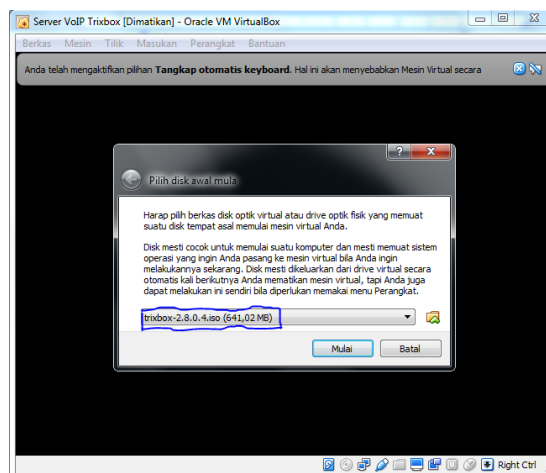 Server VoIP Trixbox [Dimatikan] - Oracle VM VirtualBox
Berkas Mesin Tilik Masukan Perangkat Bantuan
Anda telah mengaktifkan pilihan Tangkap otomatis keyboard. Hal ini akan menyebabkan Mesin Virtual secara
Pilih disk awal mula
Harap pilih berkas disk optik virtual atau drive optik fisik yang memuat
suatu disk tempat asal memulai mesin virtual Anda.
Disk mesti cocok untuk memulai suatu komputer dan mesti memuat sistem
operasi yang ingin Anda pasang ke mesin virtual bila Anda ingin
melakukannya sekarang. Disk mesti dikeluarkan dari drive virtual secara
otomatis kali berikutnya Anda mematikan mesin virtual, tapi Anda juga
dapat melakukan ini sendiri bila diperlukan memakai menu Perangkat.
trixbox-2.8.0.4.iso (641,02 MB)
Mulai Batal
Right Ctrl